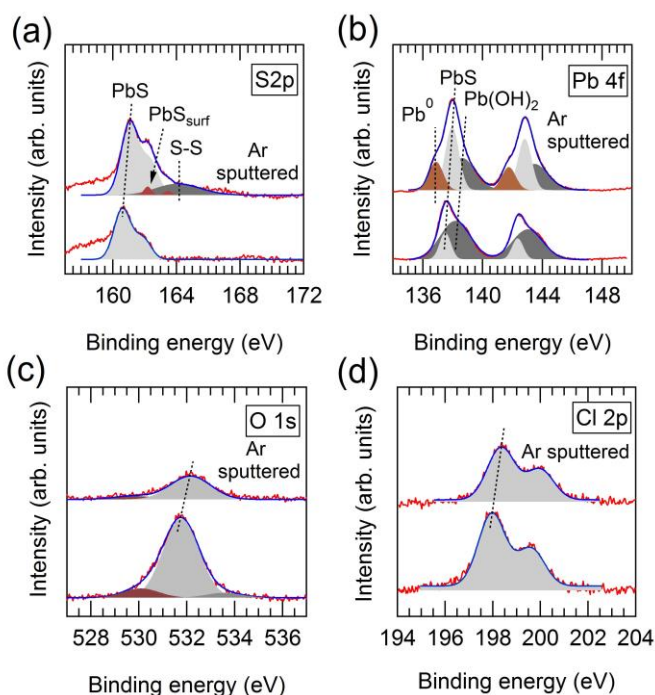 (a)
S2p
PbS
PbS_surf
S-S
Ar
sputtered
Intensity (arb. units)
160 164 168 172
Binding energy (eV)
(b)
Pb 4f
PbS
Pb⁰
Pb(OH)₂
Ar
sputtered
Intensity (arb. units)
136 140 144 148
Binding energy (eV)
(c)
O 1s
Ar
sputtered
Intensity (arb. units)
528 530 532 534 536
Binding energy (eV)
(d)
Cl 2p
Ar sputtered
Intensity (arb. units)
194 196 198 200 202 204
Binding energy (eV)